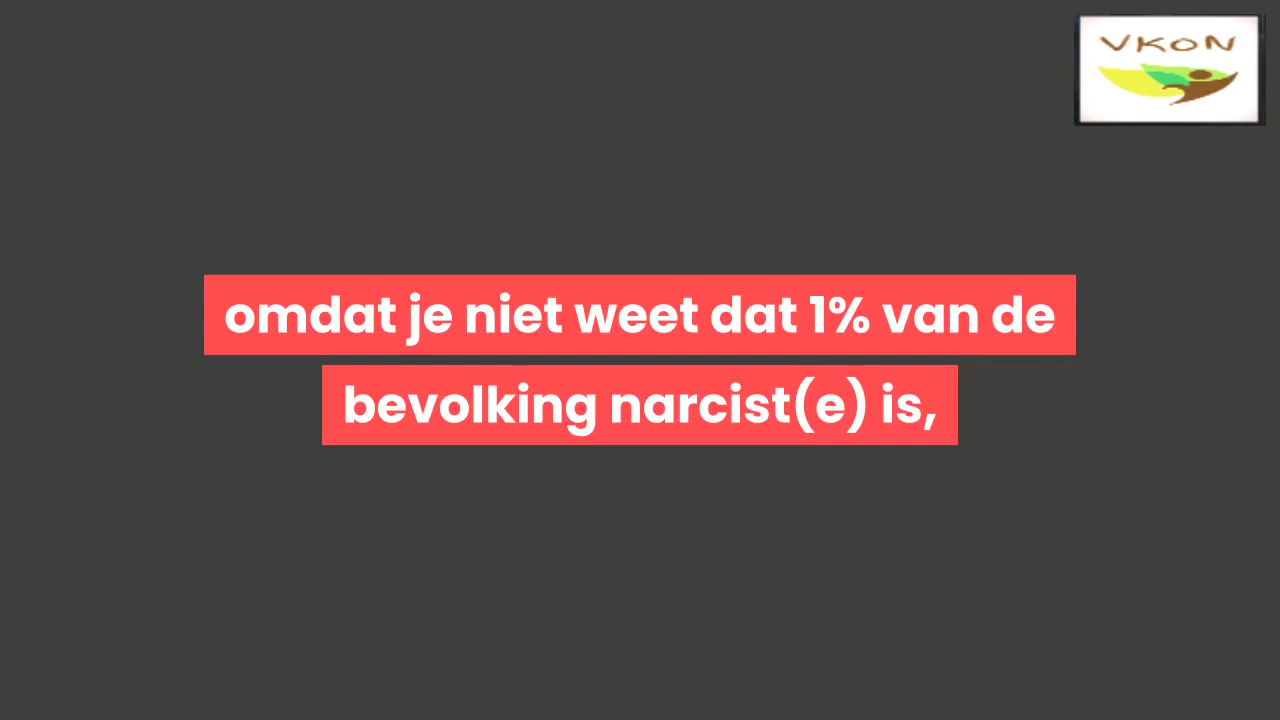 VKON
omdat je niet weet dat 1% van de
bevolking narcist(e) is,